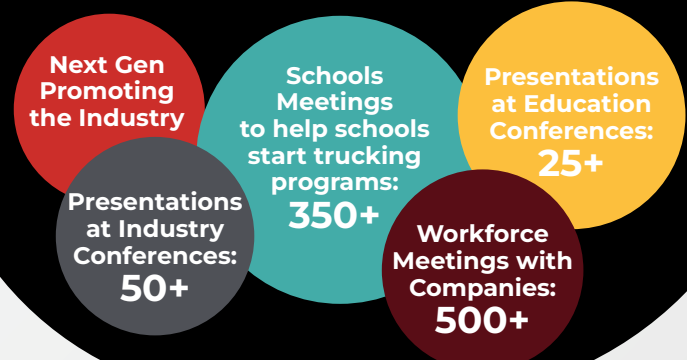 Next Gen
Promoting
the Industry
Schools
Meetings
to help schools
start trucking
programs:
350+
Presentations
at Education
Conferences:
25+
Presentations
at Industry
Conferences:
50+
Workforce
Meetings with
Companies:
500+